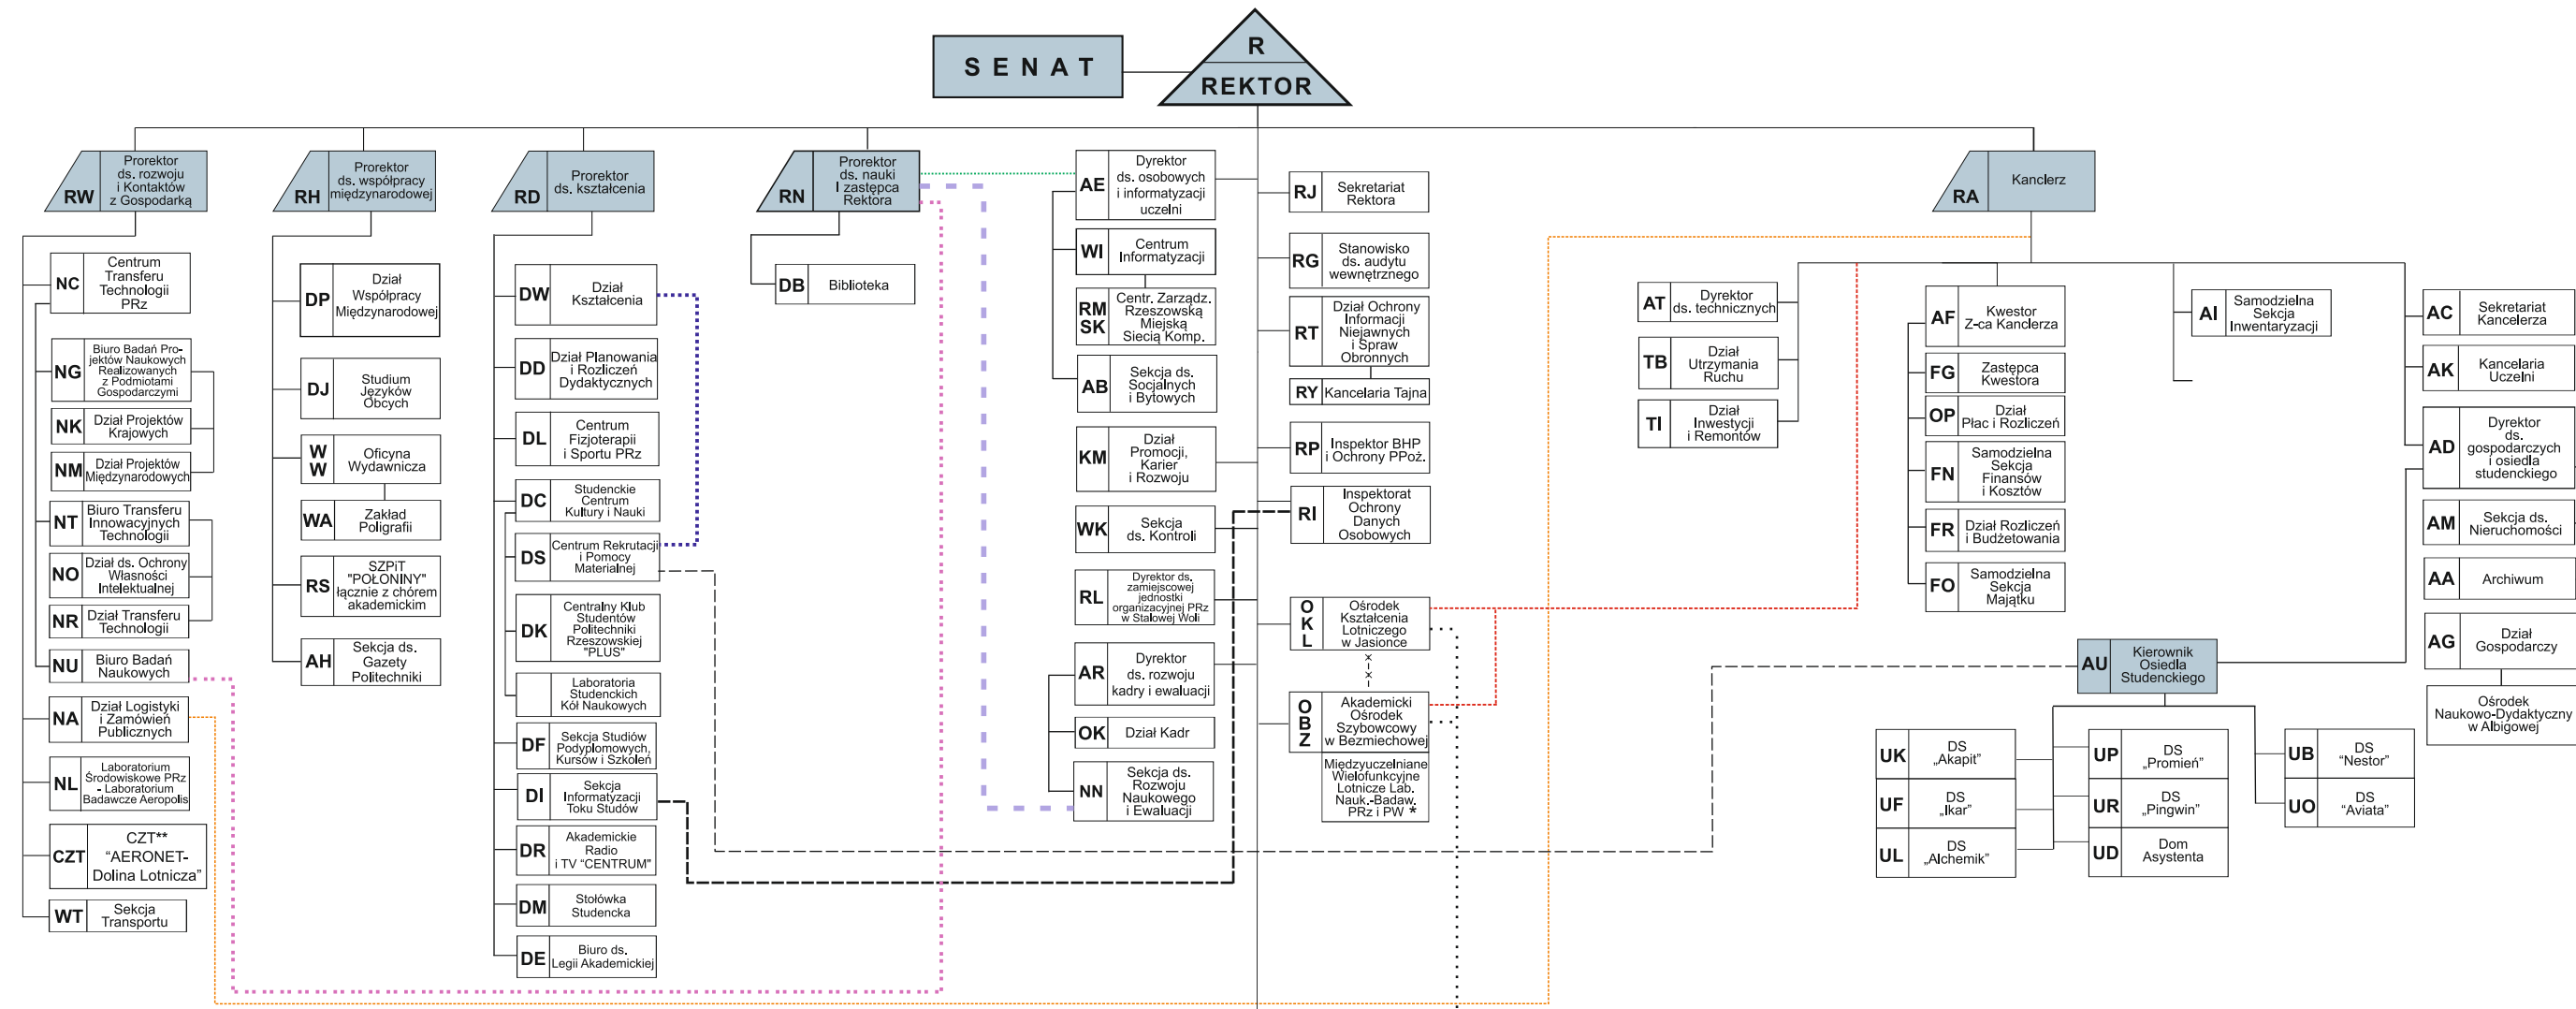 S E N A T
R
REKTOR
RW
Prorektor
ds. rozwoju
i Kontaktów
z Gospodarką
RH
Prorektor
ds. współpracy
międzynarodowej
RD
Prorektor
ds. kształcenia
RN
Prorektor
ds. nauki
I zastępca
Rektora
RA
Kanclerz
NC
Centrum
Transferu
Technologii
PRz
NG
Biuro Badań Pro-
jektów Naukowych
Realizowanych
z Podmiotami
Gospodarczymi
NK
Dział Projektów
Krajowych
NM
Dział Projektów
Międzynarodowych
NT
Biuro Transferu
Innowacyjnych
Technologii
NO
Dział ds. Ochrony
Własności
Intelektualnej
NR
Dział Transferu
Technologii
NU
Biuro Badań
Naukowych
NA
Dział Logistyki
i Zamówień
Publicznych
NL
Laboratorium
Środowiskowe PRz
- Laboratorium
Badawcze Aeropolis
CZT
CZT**
“AERONET-
Dolina Lotnicza”
WT
Sekcja
Transportu
DP
Dział
Współpracy
Międzynarodowej
DJ
Studium
Języków
Obcych
W
W
Oficyna
Wydawnicza
WA
Zakład
Poligrafii
RS
SZPiT
"POŁONINY"
łącznie z chórem
akademickim
AH
Sekcja ds.
Gazety
Politechniki
DW
Dział
Kształcenia
DD
Dział Planowania
i Rozliczeń
Dydaktycznych
DL
Centrum
Fizjoterapii
i Sportu PRz
DC
Studenckie
Centrum
Kultury i Nauki
DS
Centrum Rekrutacji
i Pomocy
Materialnej
DK
Centralny Klub
Studentów
Politechniki
Rzeszowskiej
"PLUS"
Laboratoria
Studenckich
Kół Naukowych
DF
Sekcja Studiów
Podyplomowych,
Kursów i Szkoleń
DI
Sekcja
Informatyzacji
Toku Studów
DR
Akademickie
Radio
i TV “CENTRUM”
DM
Stołówka
Studencka
DE
Biuro ds.
Legii Akademickiej
DB
Biblioteka
AE
Dyrektor
ds. osobowych
i informatyzacji
uczelni
WI
Centrum
Informatyzacji
RM
SK
Centr. Zarządz.
Rzeszowską
Miejską
Siecią Komp.
AB
Sekcja ds.
Socjalnych
i Bytowych
KM
Dział
Promocji,
Karier
i Rozwoju
WK
Sekcja
ds. Kontroli
RL
Dyrektor ds.
zamiejscowej
jednostki
organizacyjnej PRz
w Stalowej Woli
AR
Dyrektor
ds. rozwoju
kadry i ewaluacji
OK
Dział Kadr
NN
Sekcja ds.
Rozwoju
Naukowego
i Ewaluacji
RJ
Sekretariat
Rektora
RG
Stanowisko
ds. audytu
wewnętrznego
RT
Dział Ochrony
Informacji
Niejawnych
i Spraw
Obronnych
RY
Kancelaria Tajna
RP
Inspektor BHP
i Ochrony PPoż.
RI
Inspektorat
Ochrony
Danych
Osobowych
O
K
L
Ośrodek
Kształcenia
Lotniczego
w Jasionce
O
B
Z
Akademicki
Ośrodek
Szybowcowy
w Bezmiechowej
Międzyuczelniane
Wielofunkcyjne
Lotnicze Lab.
Nauk.-Badaw.
PRz i PW *
AT
Dyrektor
ds. technicznych
TB
Dział
Utrzymania
Ruchu
TI
Dział
Inwestycji
i Remontów
AF
Kwestor
Z-ca Kanclerza
FG
Zastępca
Kwestora
OP
Dział
Płac i Rozliczeń
FN
Samodzielna
Sekcja
Finansów
i Kosztów
FR
Dział Rozliczeń
i Budżetowania
FO
Samodzielna
Sekcja
Majątku
AI
Samodzielna
Sekcja
Inwentaryzacji
AC
Sekretariat
Kancelerza
AK
Kancelaria
Uczelni
AD
Dyrektor
ds.
gospodarczych
i osiedla
studenckiego
AM
Sekcja ds.
Nieruchomości
AA
Archiwum
AG
Dział
Gospodarczy
Ośrodek
Naukowo-Dydaktyczny
w Albigowej
AU
Kierownik
Osiedla
Studenckiego
UK
DS
„Akapit”
UF
DS
„Ikar”
UL
DS
„Alchemik”
UP
DS
„Promień”
UR
DS
„Pingwin”
UD
Dom
Asystenta
UB
DS
“Nestor”
UO
DS
“Aviata”